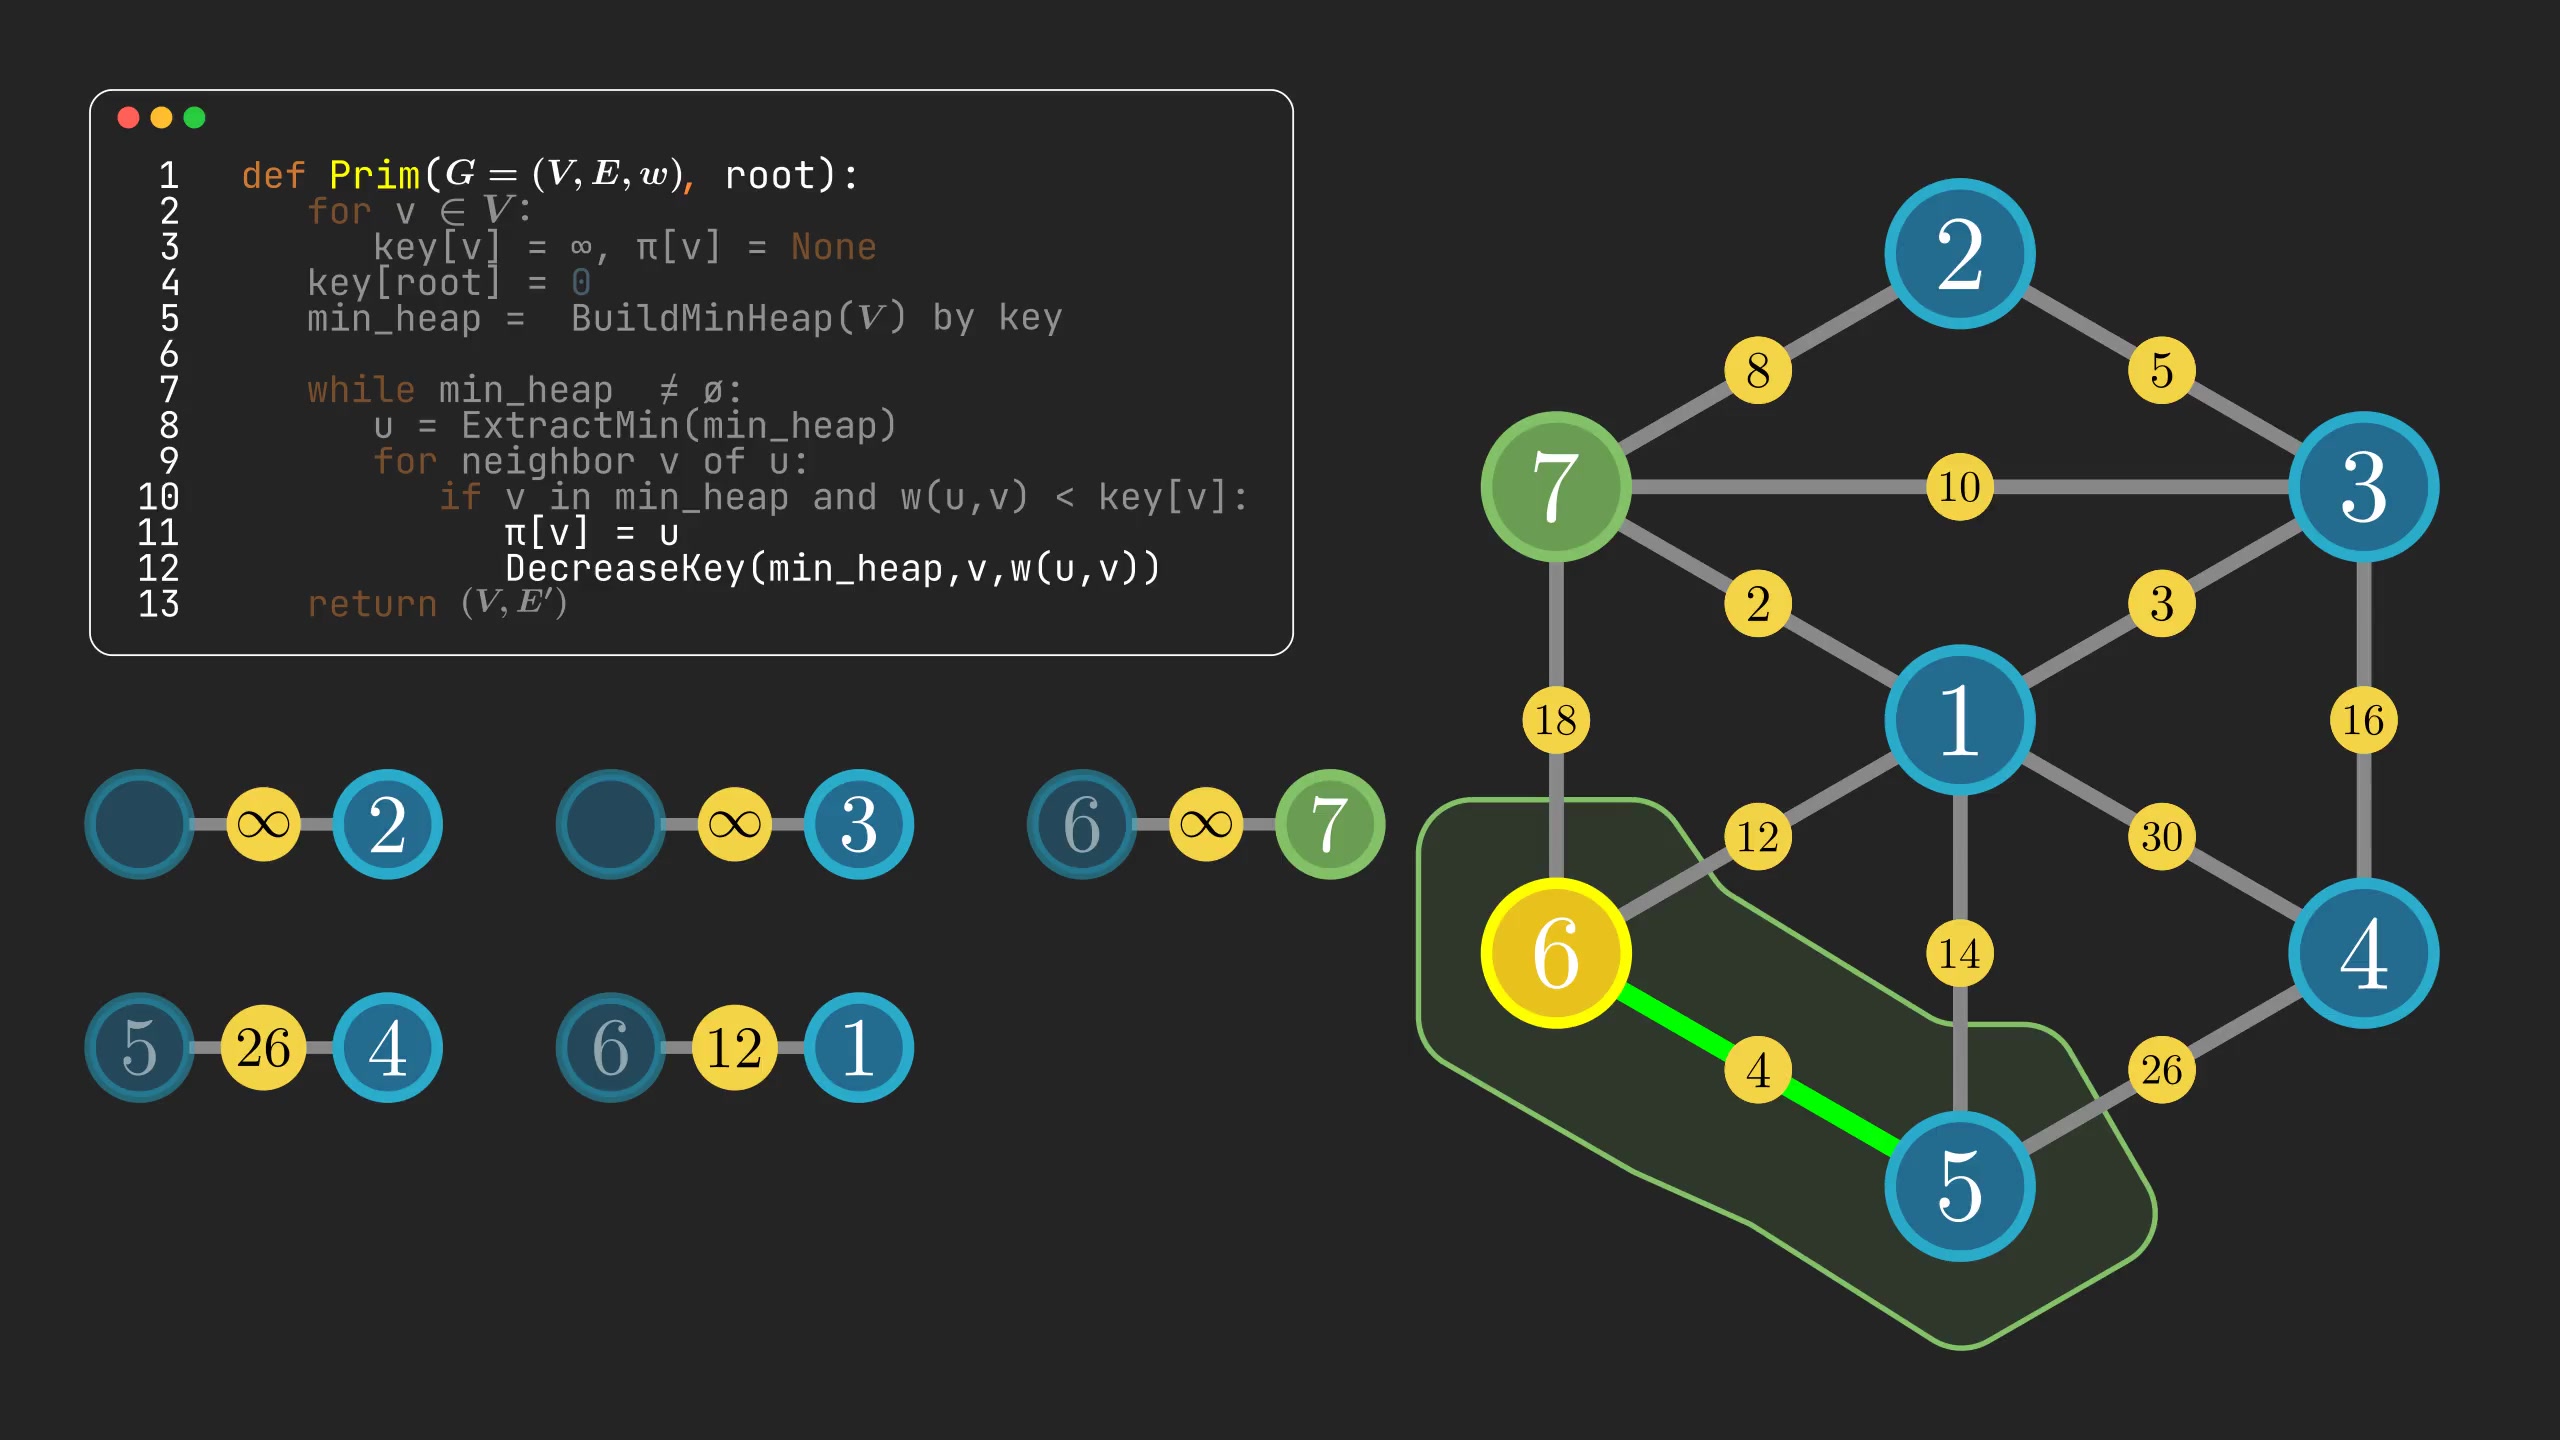 1 def Prim(G = (V, E, w), root):
2 for v ∈ V:
3 key[v] = ∞, π[v] = None
4 key[root] = 0
5 min_heap = BuildMinHeap(V) by key
6
7 while min_heap ≠ ø:
8 u = ExtractMin(min_heap)
9 for neighbor v of u:
10 if v in min_heap and w(u,v) < key[v]:
11 π[v] = u
12 DecreaseKey(min_heap,v,w(u,v))
13 return (V, E′)
∞ 2
∞ 3
6 ∞ 7
5 26 4
6 12 1
2
8 5
7 10 3
2 3
18 1 16
12 30
6 14 4
4 26
5